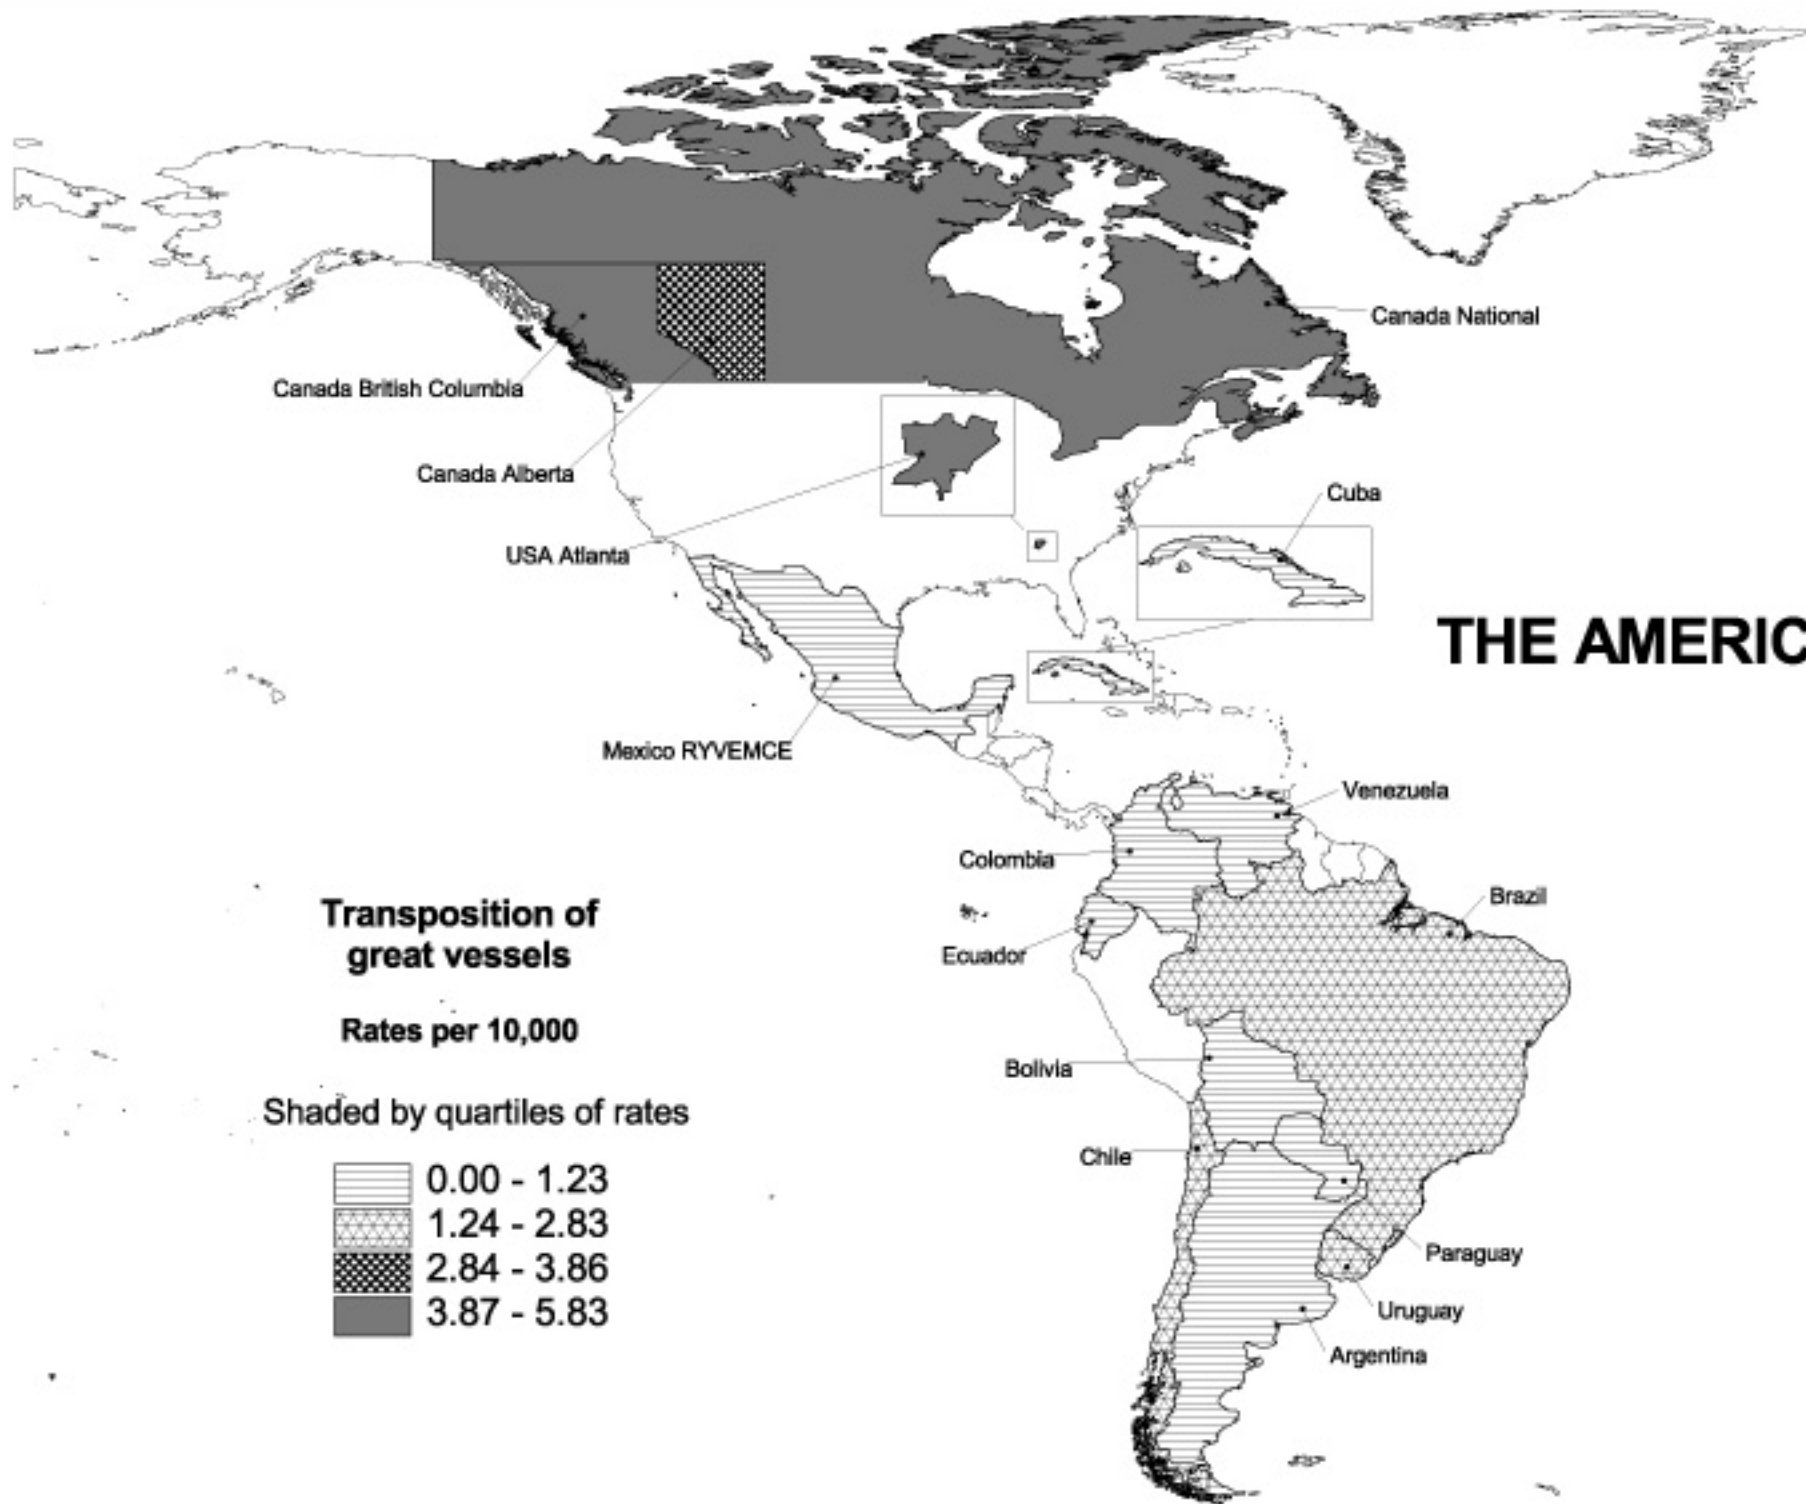 Canada National
Canada British Columbia
Canada Alberta
Cuba
USA Atlanta
THE AMERIC
Mexico RYVEMCE
Venezuela
Colombia
Brazil
Transposition of
great vessels
Ecuador
Rates per 10,000
Bolivia
Shaded by quartiles of rates
Chile
0.00 - 1.23
1.24 - 2.83
Paraguay
2.84 - 3.86
Uruguay
3.87 - 5.83
Argentina